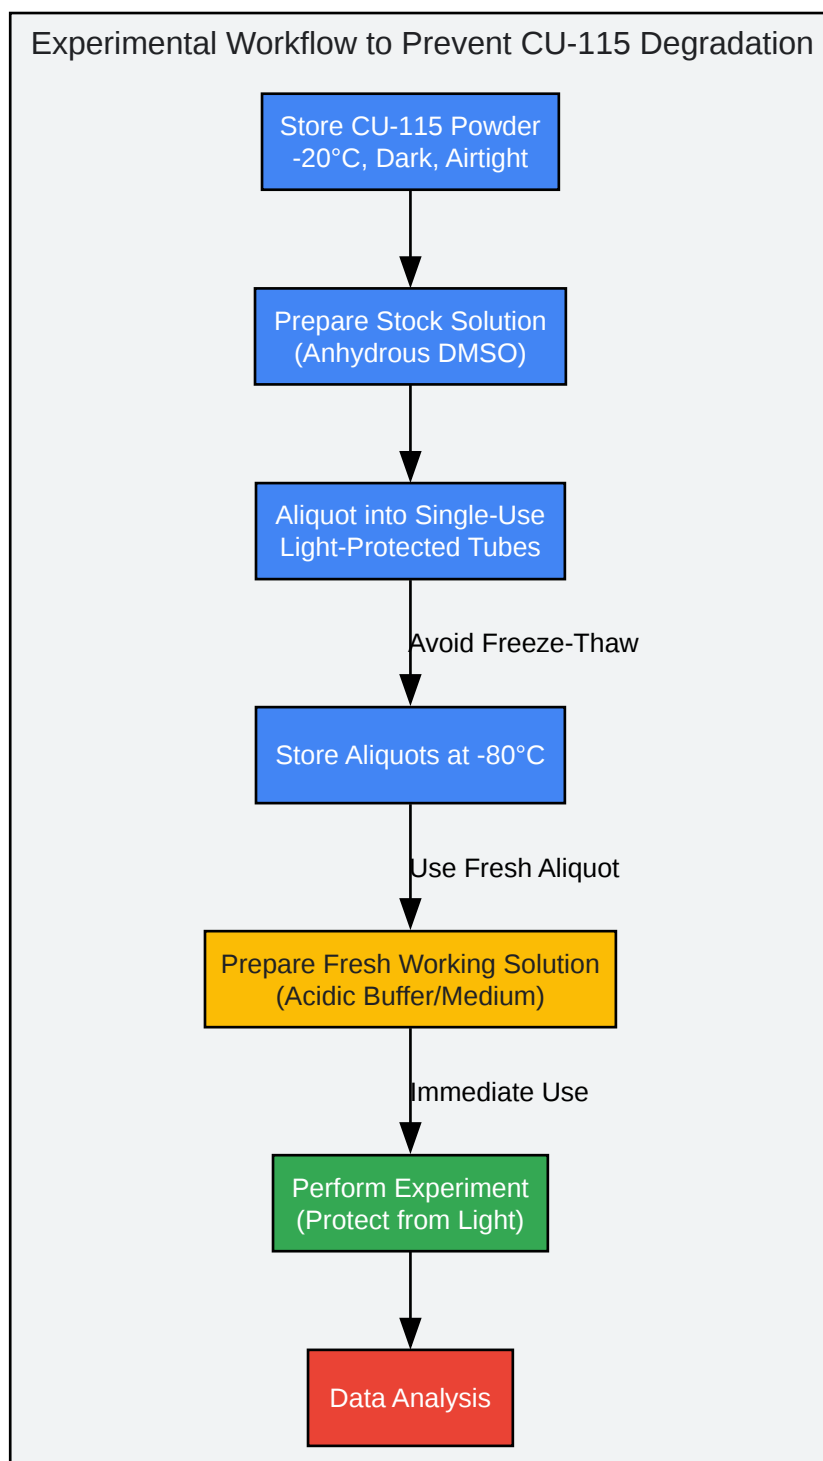 Experimental Workflow to Prevent CU-115 Degradation
Store CU-115 Powder
-20°C, Dark, Airtight
Prepare Stock Solution
(Anhydrous DMSO)
Aliquot into Single-Use
Light-Protected Tubes
Avoid Freeze-Thaw
Store Aliquots at -80°C
Use Fresh Aliquot
Prepare Fresh Working Solution
(Acidic Buffer/Medium)
Immediate Use
Perform Experiment
(Protect from Light)
Data Analysis